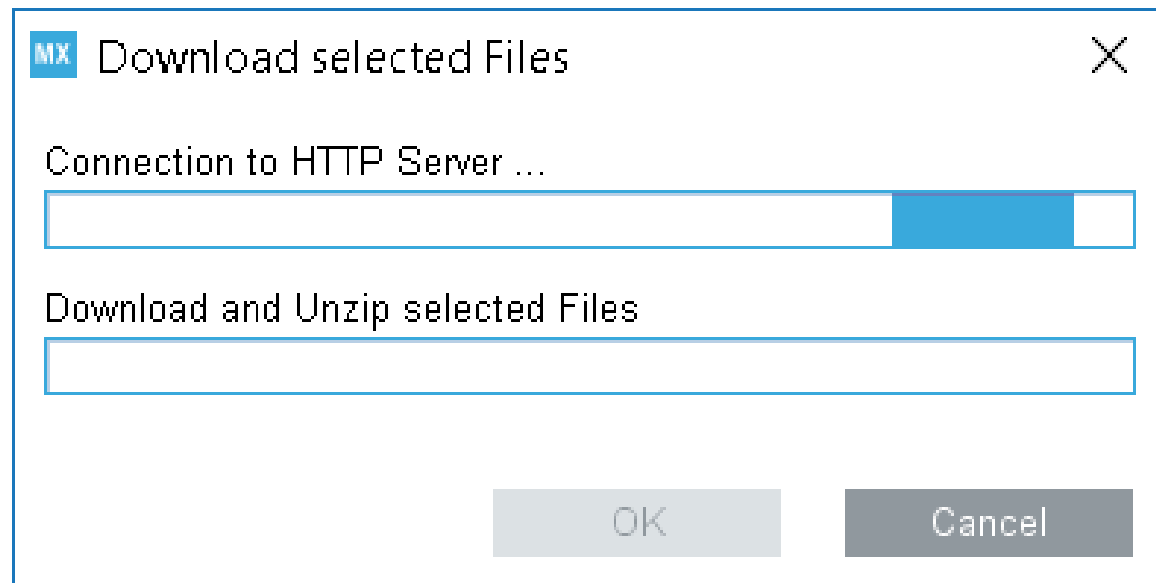 MX Download selected Files
Connection to HTTP Server ...
Download and Unzip selected Files
OK Cancel